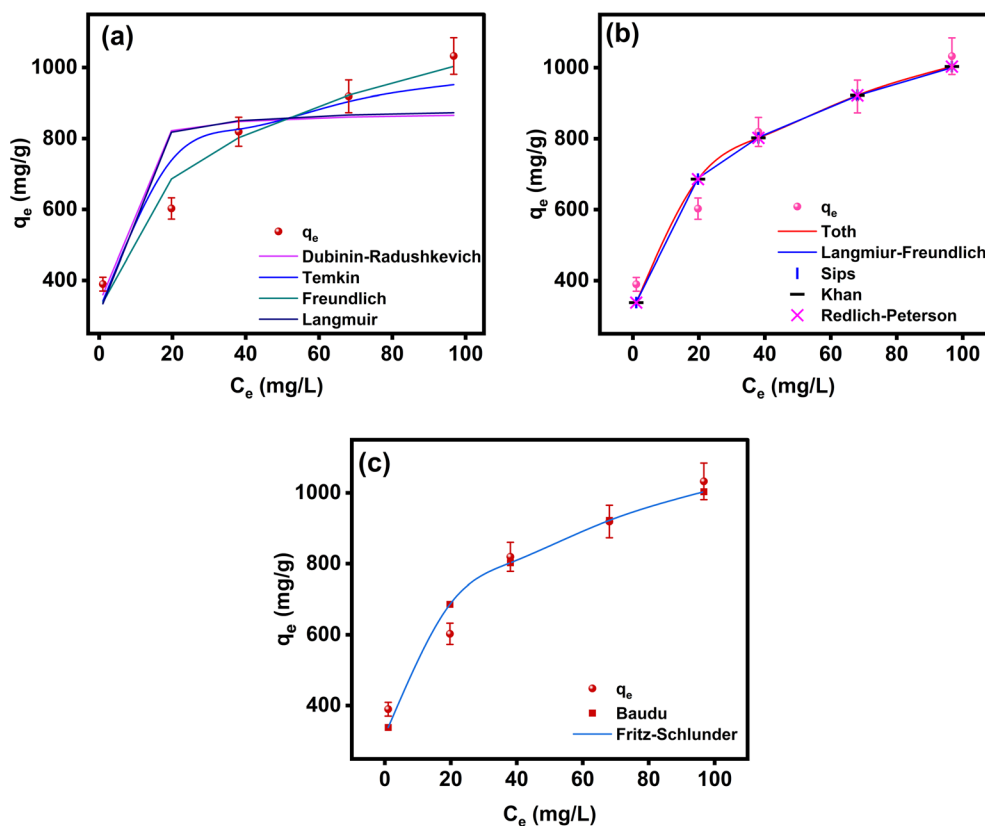 (a)
1000
800
600
400
0
20
40
60
80
100
qe (mg/g)
Ce (mg/L)
qe
Dubinin-Radushkevich
Temkin
Freundlich
Langmuir
(b)
1000
800
600
400
0
20
40
60
80
100
qe (mg/g)
Ce (mg/L)
qe
Toth
Langmiur-Freundlich
Sips
Khan
Redlich-Peterson
(c)
1000
800
600
400
0
20
40
60
80
100
qe (mg/g)
Ce (mg/L)
qe
Baudu
Fritz-Schlunder